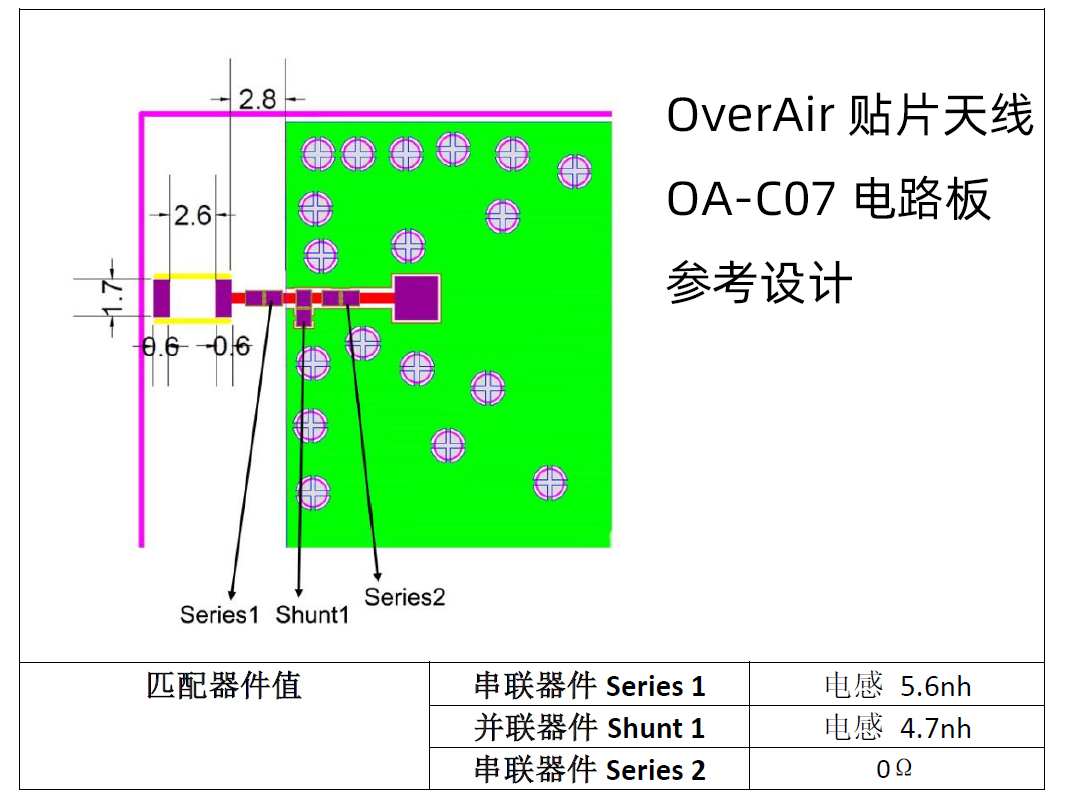 OverAir 贴片天线
OA-C07 电路板
参考设计
2.8
2.6
1.7
0.6
0.6
Series1
Shunt1
Series2
匹配器件值
串联器件 Series 1
电感 5.6nh
并联器件 Shunt 1
电感 4.7nh
串联器件 Series 2
0Ω